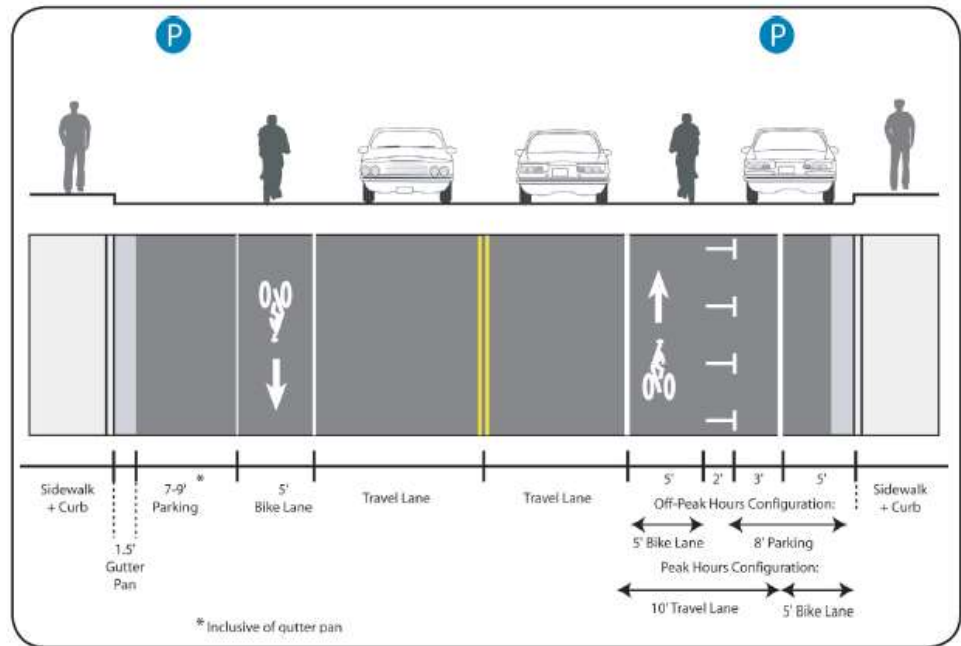 P
P
Sidewalk
+ Curb
7-9' *
Parking
5'
Bike Lane
Travel Lane
Travel Lane
5' 2' 3' 5'
Sidewalk
+ Curb
Off-Peak Hours Configuration:
5' Bike Lane
8' Parking
1.5'
Gutter
Pan
Peak Hours Configuration:
10' Travel Lane
5' Bike Lane
* Inclusive of gutter pan